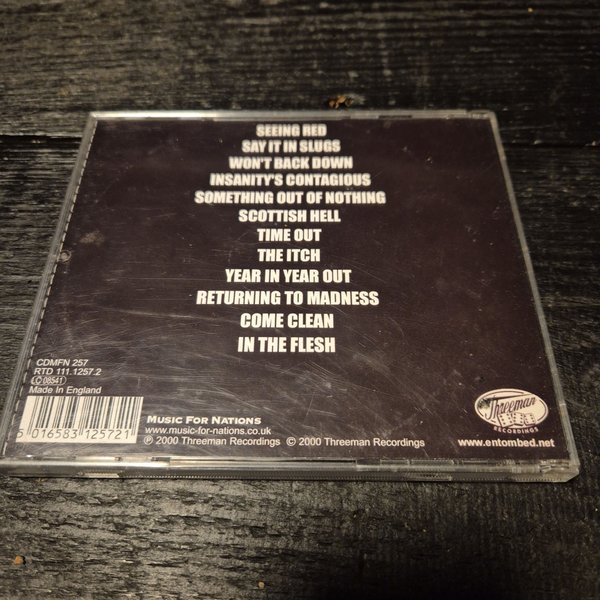 SEEING RED
SAY IT IN SLUGS
WON'T BACK DOWN
INSANITY'S CONTAGIOUS
SOMETHING OUT OF NOTHING
SCOTTISH HELL
TIME OUT
THE ITCH
YEAR IN YEAR OUT
RETURNING TO MADNESS
COME CLEAN
IN THE FLESH
CDMFN 257
RTD 111.1257.2
LC 08541
Made In England
5 016583 125721
MUSIC FOR NATIONS
www.music-for-nations.co.uk
℗ 2000 Threeman Recordings © 2000 Threeman Recordings
Threeman
RECORDINGS
www.entombed.net